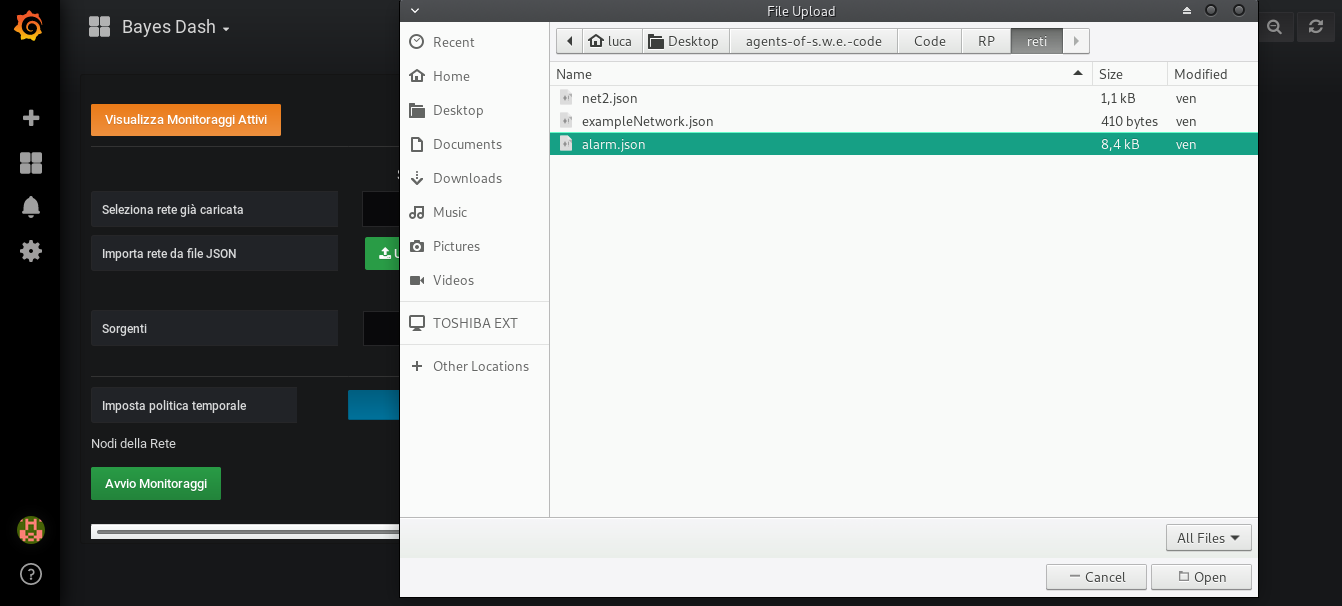 Bayes Dash
Visualizza Monitoraggi Attivi
Seleziona rete già caricata
Importa rete da file JSON
Sorgenti
Imposta politica temporale
Nodi della Rete
Avvio Monitoraggi
File Upload
Recent
Home
Desktop
Documents
Downloads
Music
Pictures
Videos
TOSHIBA EXT
Other Locations
luca Desktop agents-of-s.w.e.-code Code RP reti
Name Size Modified
net2.json 1,1 kB ven
exampleNetwork.json 410 bytes ven
alarm.json 8,4 kB ven
All Files
Cancel Open